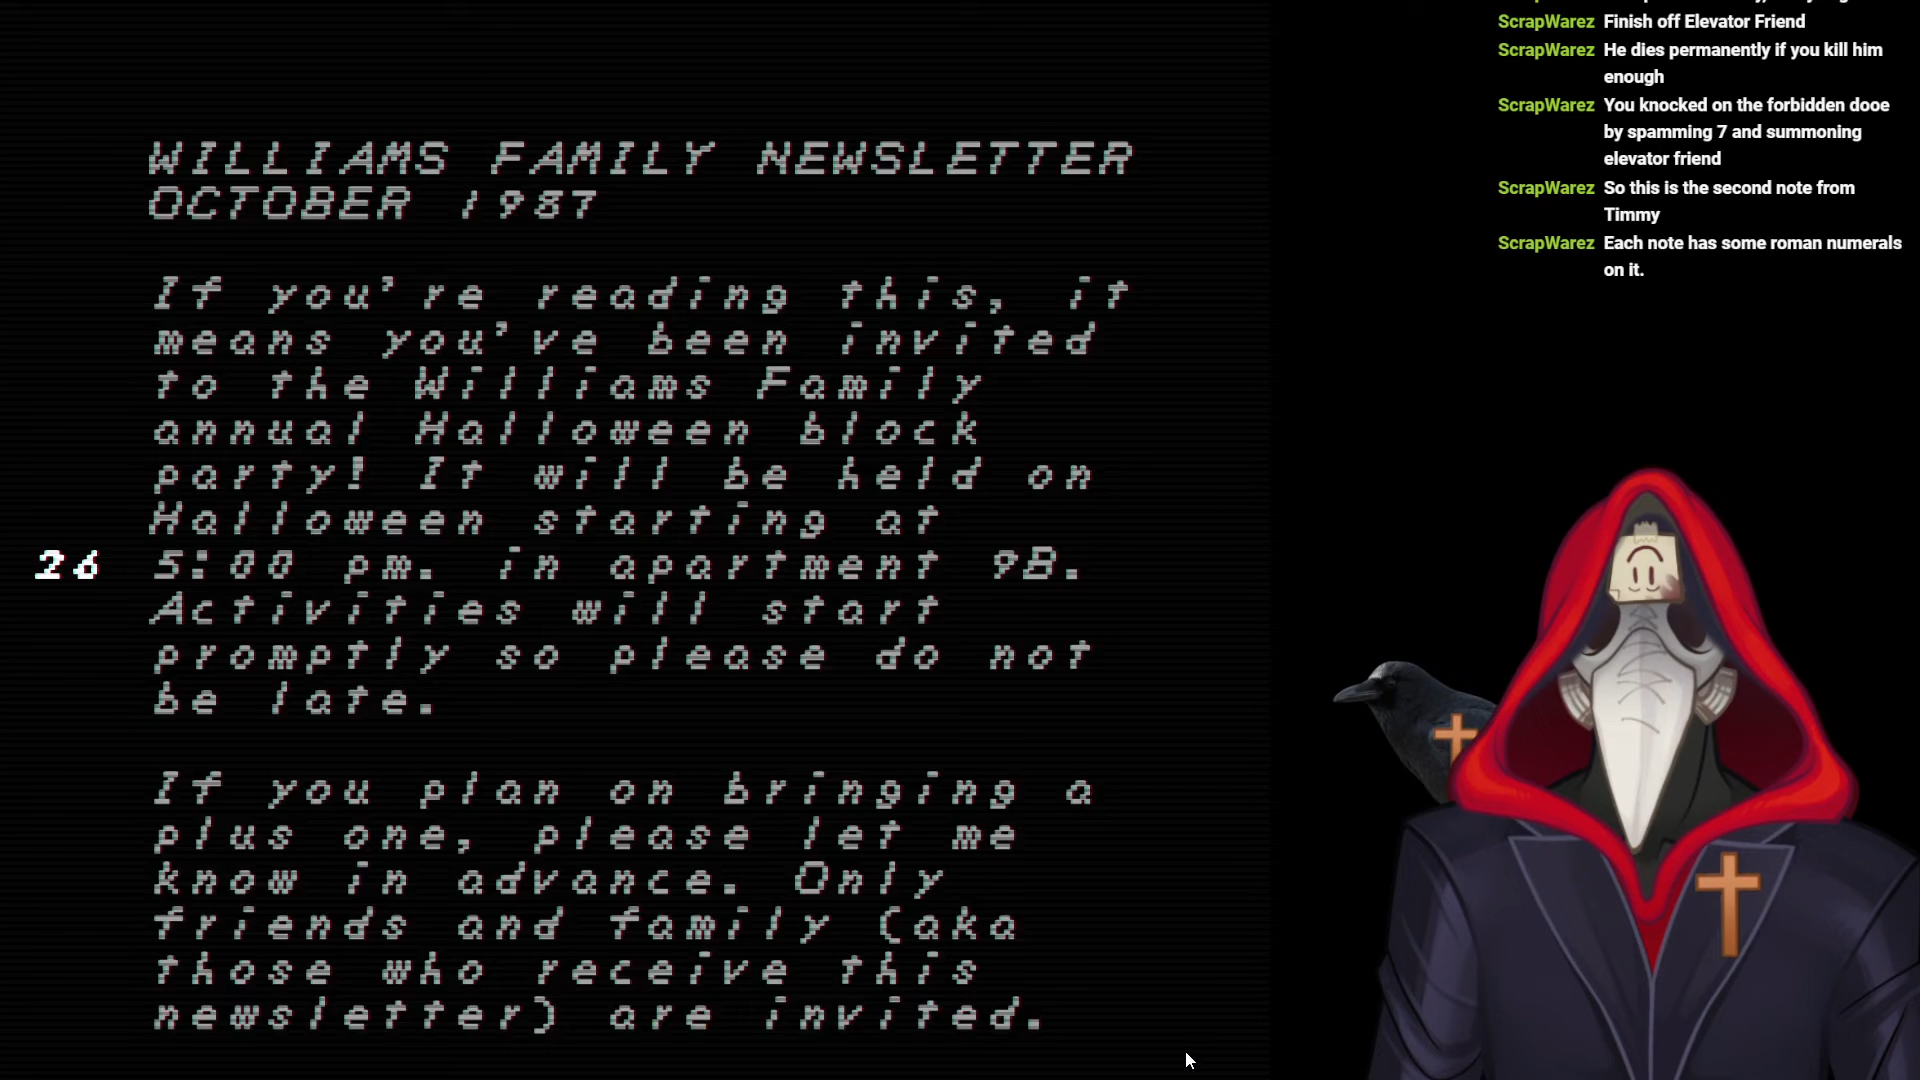 WILLIAMS FAMILY NEWSLETTER
OCTOBER 1987
If you're reading this, it
means you've been invited
to the Williams Family
annual Halloween block
party! It will be held on
Halloween starting at
26
5:00 pm. in apartment 9B.
Activities will start
promptly so please do not
be late.
If you plan on bringing a
plus one, please let me
know in advance. Only
friends and family (aka
those who receive this
newsletter) are invited.
ScrapWarez Finish off Elevator Friend
ScrapWarez He dies permanently if you kill him
enough
ScrapWarez You knocked on the forbidden dooe
by spamming 7 and summoning
elevator friend
ScrapWarez So this is the second note from
Timmy
ScrapWarez Each note has some roman numerals
on it.